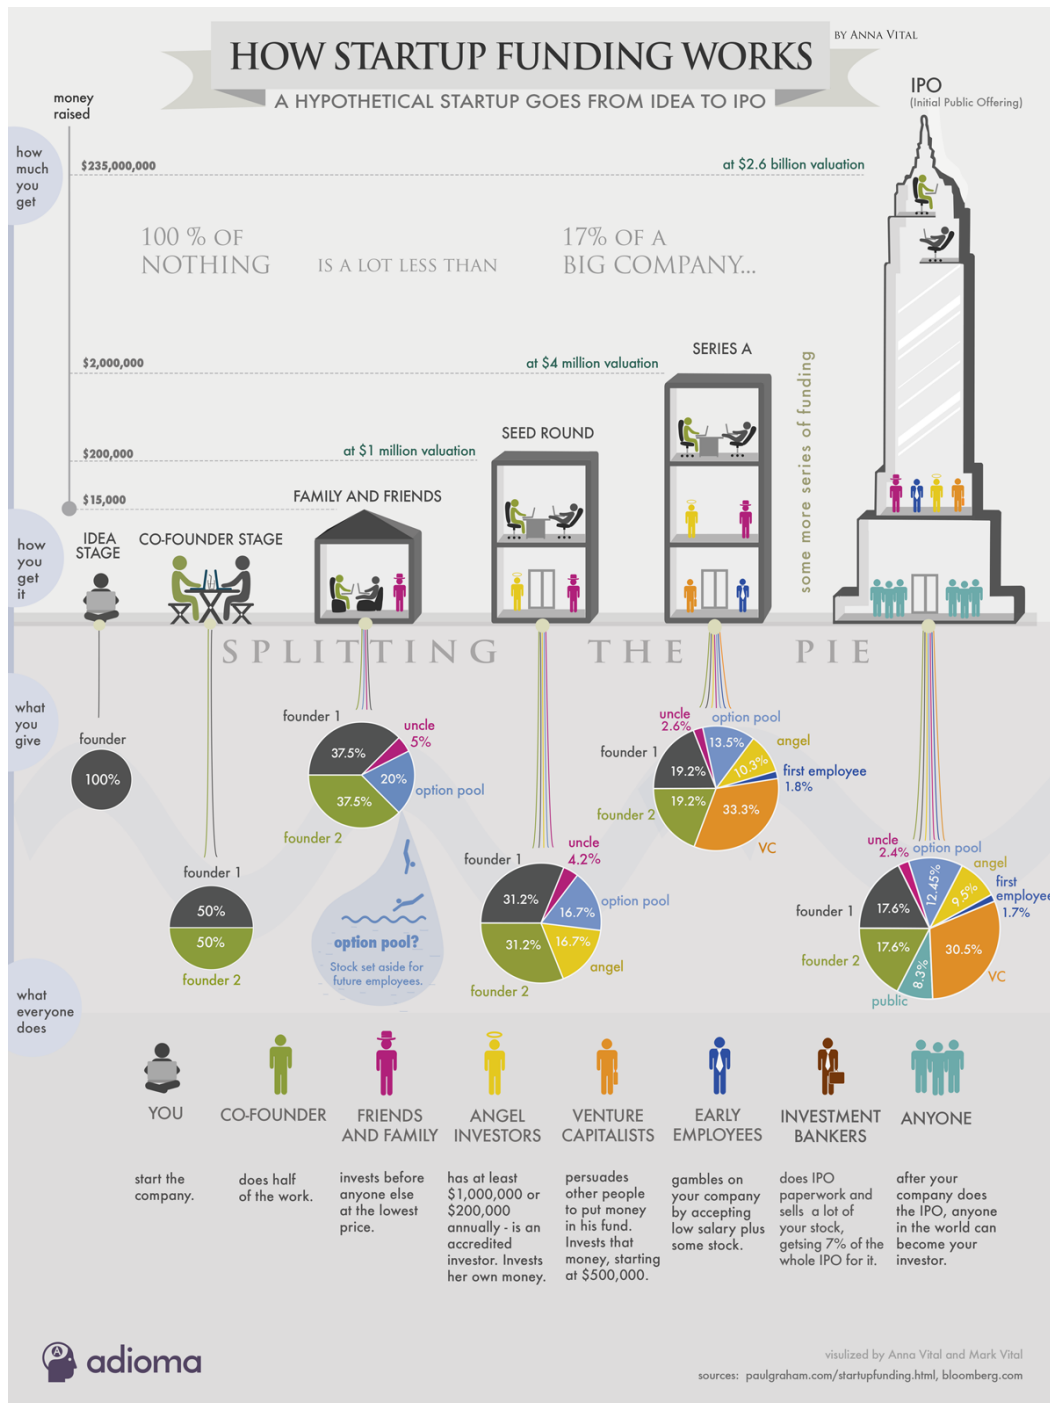 HOW STARTUP FUNDING WORKS
BY ANNA VITAL
A HYPOTHETICAL STARTUP GOES FROM IDEA TO IPO
IPO
(Initial Public Offering)
money
raised
how
much
you
get
$235,000,000
at $2.6 billion valuation
100 % OF
NOTHING
IS A LOT LESS THAN
17% OF A
BIG COMPANY...
$2,000,000
at $4 million valuation
SERIES A
some more series of funding
SEED ROUND
$200,000
at $1 million valuation
$15,000
FAMILY AND FRIENDS
how
you
get
it
IDEA
STAGE
CO-FOUNDER STAGE
SPLITTING THE PIE
what
you
give
founder
100%
founder 1
50%
50%
founder 2
founder 1
uncle
5%
37.5%
20%
option pool
37.5%
founder 2
option pool?
Stock set aside for
future employees.
founder 1
uncle
4.2%
31.2%
option pool
16.7%
31.2%
16.7%
angel
founder 2
uncle
2.6%
option pool
13.5%
angel
founder 1
10.3%
19.2%
first employee
1.8%
19.2%
33.3%
founder 2
VC
uncle
2.4%
option pool
12.45%
angel
9.5%
first
employee
1.7%
founder 1
17.6%
17.6%
30.5%
founder 2
8.3%
VC
public
what
everyone
does
YOU
start the
company.
CO-FOUNDER
does half
of the work.
FRIENDS
AND FAMILY
invests before
anyone else
at the lowest
price.
ANGEL
INVESTORS
has at least
$1,000,000 or
$200,000
annually - is an
accredited
investor. Invests
her own money.
VENTURE
CAPITALISTS
persuades
other people
to put money
in his fund.
Invests that
money, starting
at $500,000.
EARLY
EMPLOYEES
gambles on
your company
by accepting
low salary plus
some stock.
INVESTMENT
BANKERS
does IPO
paperwork and
sells a lot of
your stock,
getsing 7% of the
whole IPO for it.
ANYONE
after your
company does
the IPO, anyone
in the world can
become your
investor.
adioma
visulized by Anna Vital and Mark Vital
sources: paulgraham.com/startupfunding.html, bloomberg.com